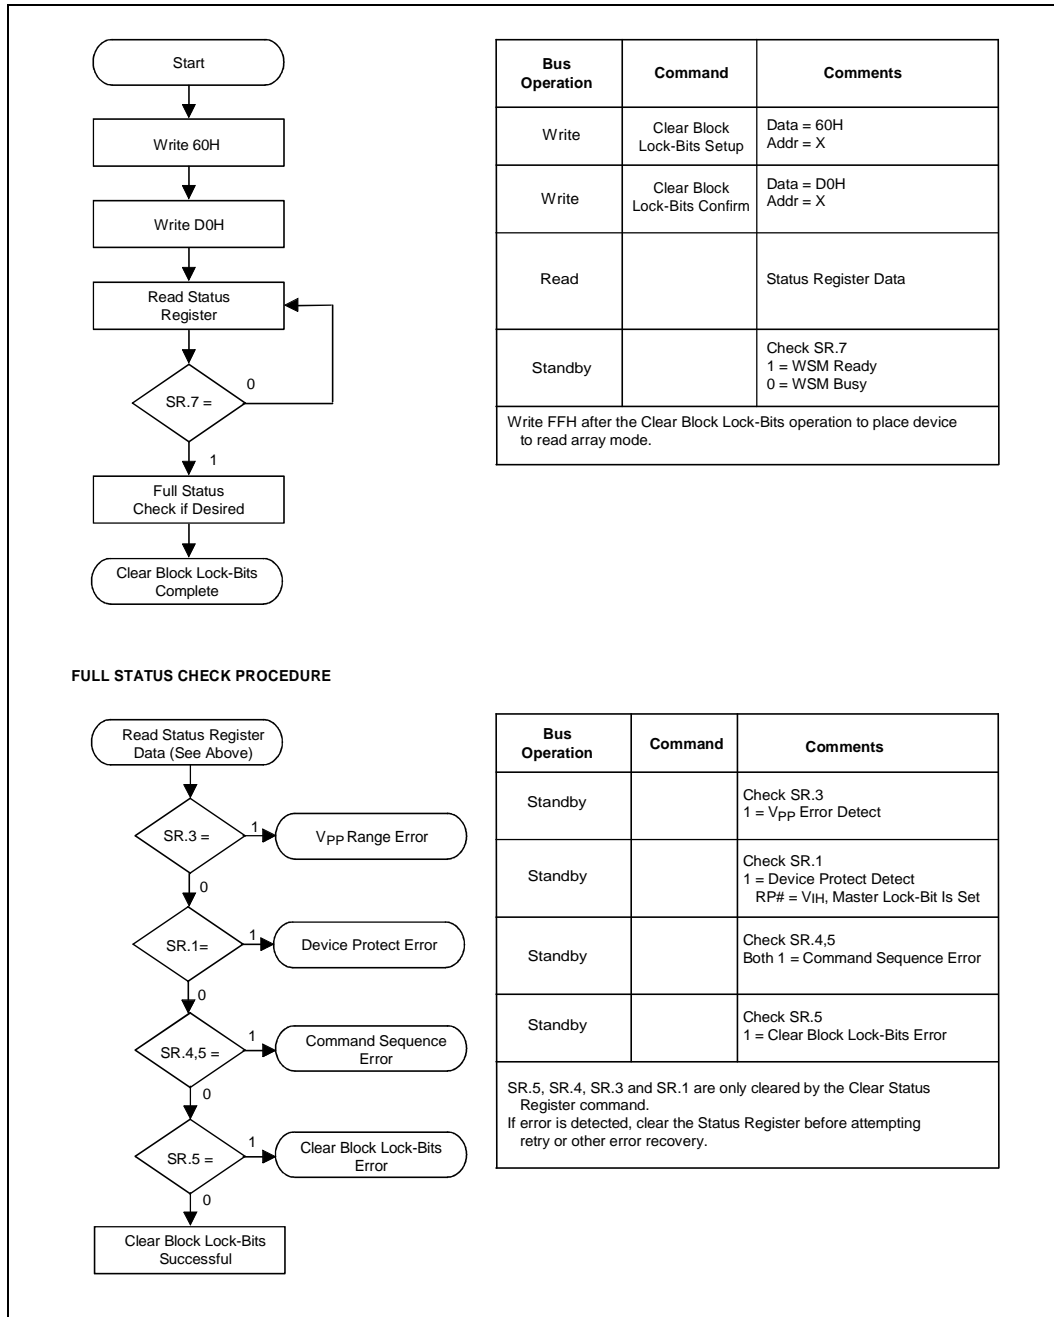 Start
Write 60H
Write D0H
Read Status
Register
0
SR.7 =
1
Full Status
Check if Desired
Clear Block Lock-Bits
Complete
Bus
Operation
Command
Comments
Write
Clear Block
Lock-Bits Setup
Data = 60H
Addr = X
Write
Clear Block
Lock-Bits Confirm
Data = D0H
Addr = X
Read
Status Register Data
Standby
Check SR.7
1 = WSM Ready
0 = WSM Busy
Write FFH after the Clear Block Lock-Bits operation to place device
to read array mode.
FULL STATUS CHECK PROCEDURE
Read Status Register
Data (See Above)
SR.3 =
1
VPP Range Error
0
SR.1=
1
Device Protect Error
0
SR.4,5 =
1
Command Sequence
Error
0
SR.5 =
1
Clear Block Lock-Bits
Error
0
Clear Block Lock-Bits
Successful
Bus
Operation
Command
Comments
Standby
Check SR.3
1 = VPP Error Detect
Standby
Check SR.1
1 = Device Protect Detect
RP# = VIH, Master Lock-Bit Is Set
Standby
Check SR.4,5
Both 1 = Command Sequence Error
Standby
Check SR.5
1 = Clear Block Lock-Bits Error
SR.5, SR.4, SR.3 and SR.1 are only cleared by the Clear Status
Register command.
If error is detected, clear the Status Register before attempting
retry or other error recovery.